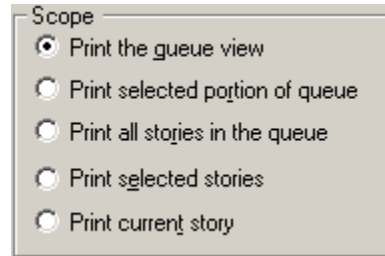 Scope
Print the queue view
Print selected portion of queue
Print all stories in the queue
Print selected stories
Print current story